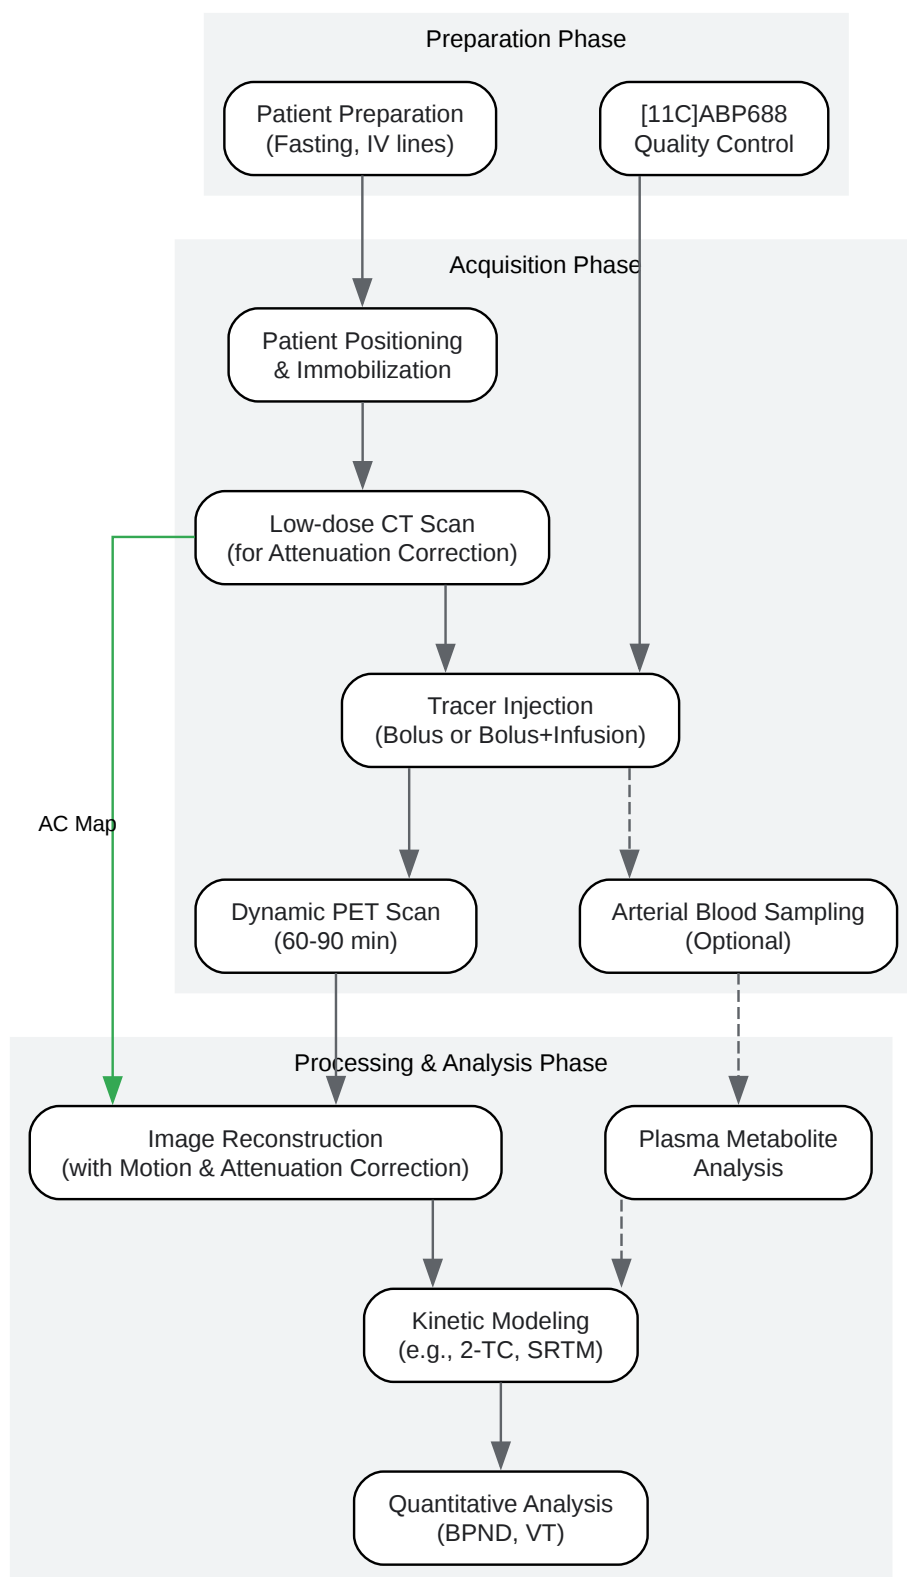 Preparation Phase
Patient Preparation
(Fasting, IV lines)
[11C]ABP688
Quality Control
Acquisition Phase
Patient Positioning
& Immobilization
Low-dose CT Scan
(for Attenuation Correction)
Tracer Injection
(Bolus or Bolus+Infusion)
AC Map
Dynamic PET Scan
(60-90 min)
Arterial Blood Sampling
(Optional)
Processing & Analysis Phase
Image Reconstruction
(with Motion & Attenuation Correction)
Plasma Metabolite
Analysis
Kinetic Modeling
(e.g., 2-TC, SRTM)
Quantitative Analysis
(BPND, VT)